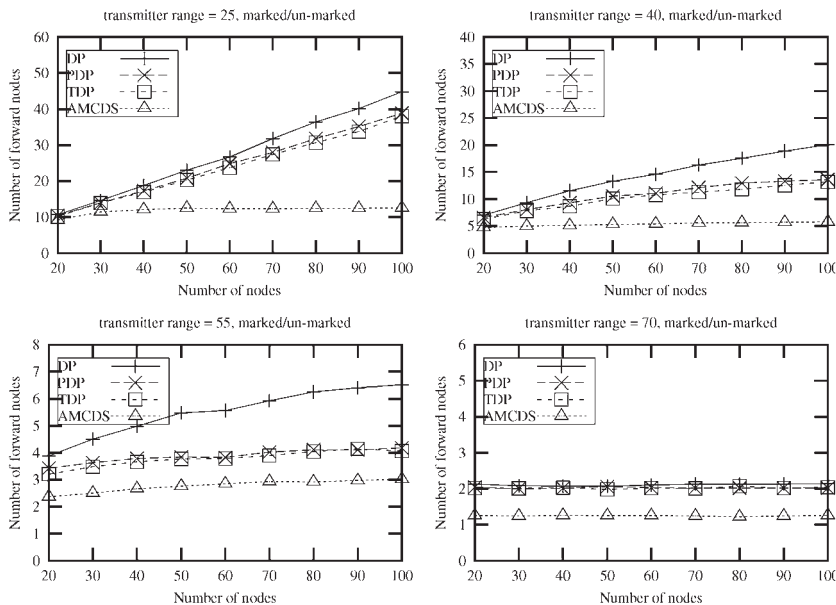 transmitter range = 25, marked/un-marked
60
50
40
30
20
10
0
Number of forward nodes
DP
PDP
TDP
AMCDS
20 30 40 50 60 70 80 90 100
Number of nodes
transmitter range = 40, marked/un-marked
40
35
30
25
20
15
10
5
0
Number of forward nodes
DP
PDP
TDP
AMCDS
20 30 40 50 60 70 80 90 100
Number of nodes
transmitter range = 55, marked/un-marked
8
7
6
5
4
3
2
1
0
Number of forward nodes
DP
PDP
TDP
AMCDS
20 30 40 50 60 70 80 90 100
Number of nodes
transmitter range = 70, marked/un-marked
6
5
4
3
2
1
0
Number of forward nodes
DP
PDP
TDP
AMCDS
20 30 40 50 60 70 80 90 100
Number of nodes